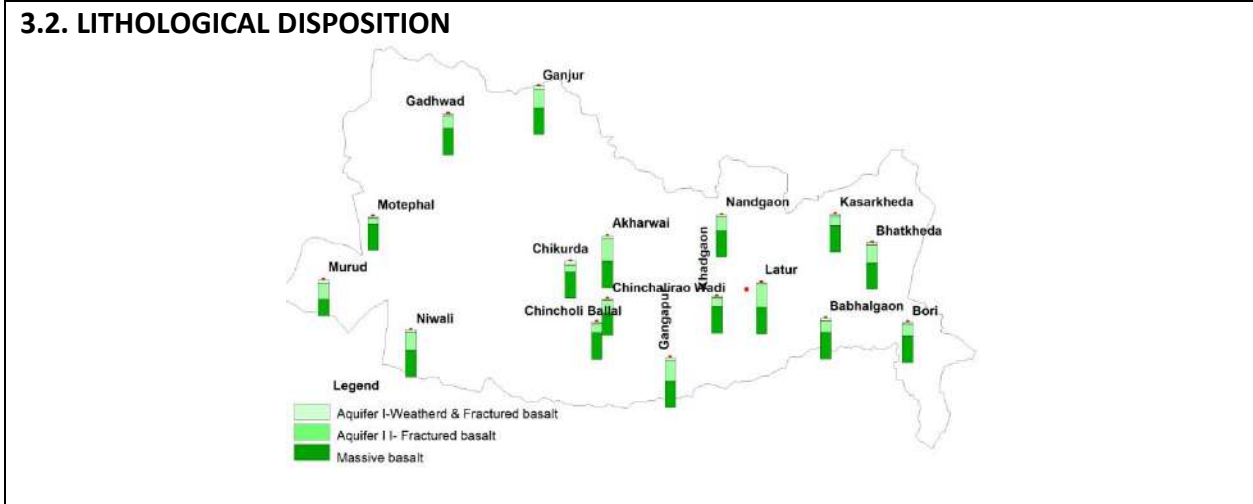 3.2. LITHOLOGICAL DISPOSITION
Ganjur
Gadhwad
Motephal
Nandgaon
Kasarkheda
Akharwai
Bhatkheda
Chikurda
Khadgaon
Murud
Latur
Chinchalirao Wadi
Chincholi Ballal
Gangapur
Babhalgaon
Bori
Niwali
Legend
Aquifer I-Weatherd & Fractured basalt
Aquifer I I- Fractured basalt
Massive basalt